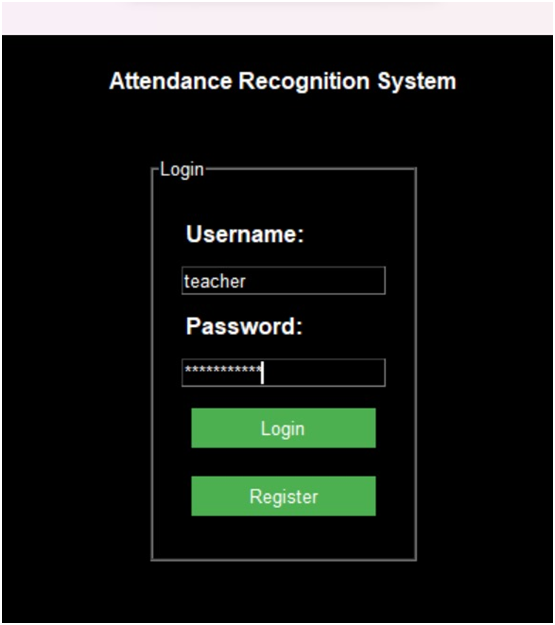 Attendance Recognition System
Login
Username:
teacher
Password:
***********
Login
Register